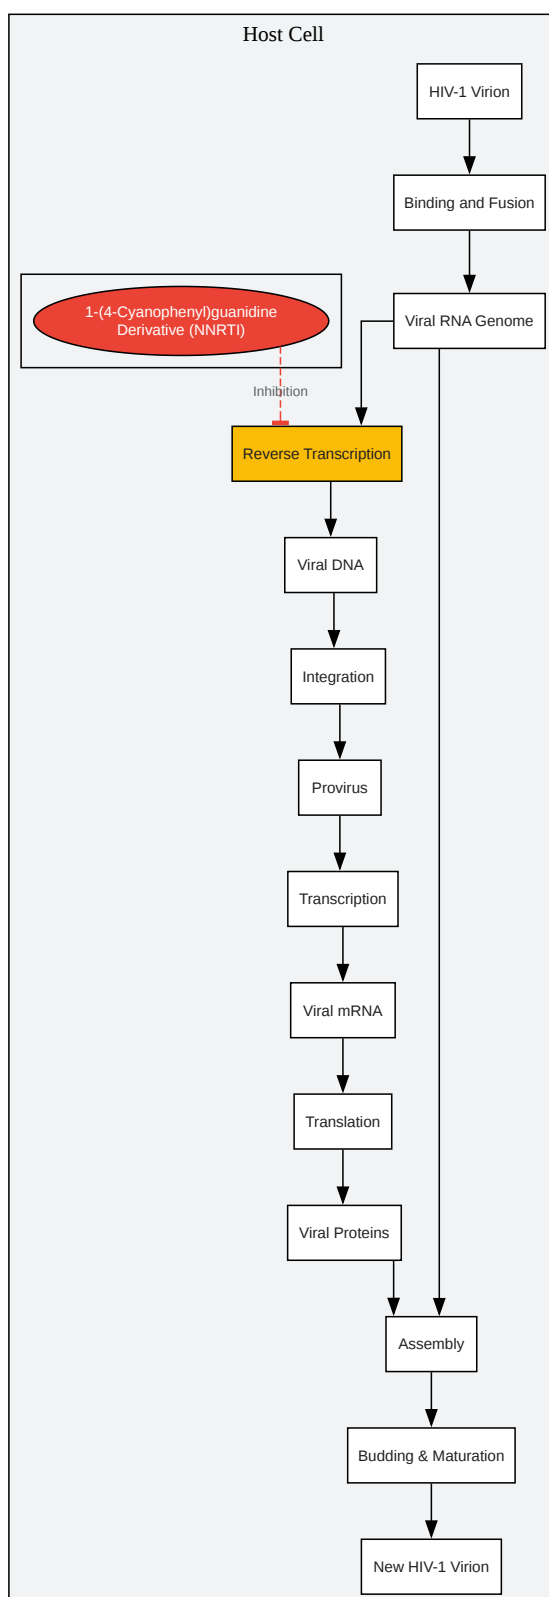 Host Cell
HIV-1 Virion
Binding and Fusion
1-(4-Cyanophenyl)guanidine
Derivative (NNRTI)
Viral RNA Genome
Inhibition
Reverse Transcription
Viral DNA
Integration
Provirus
Transcription
Viral mRNA
Translation
Viral Proteins
Assembly
Budding & Maturation
New HIV-1 Virion